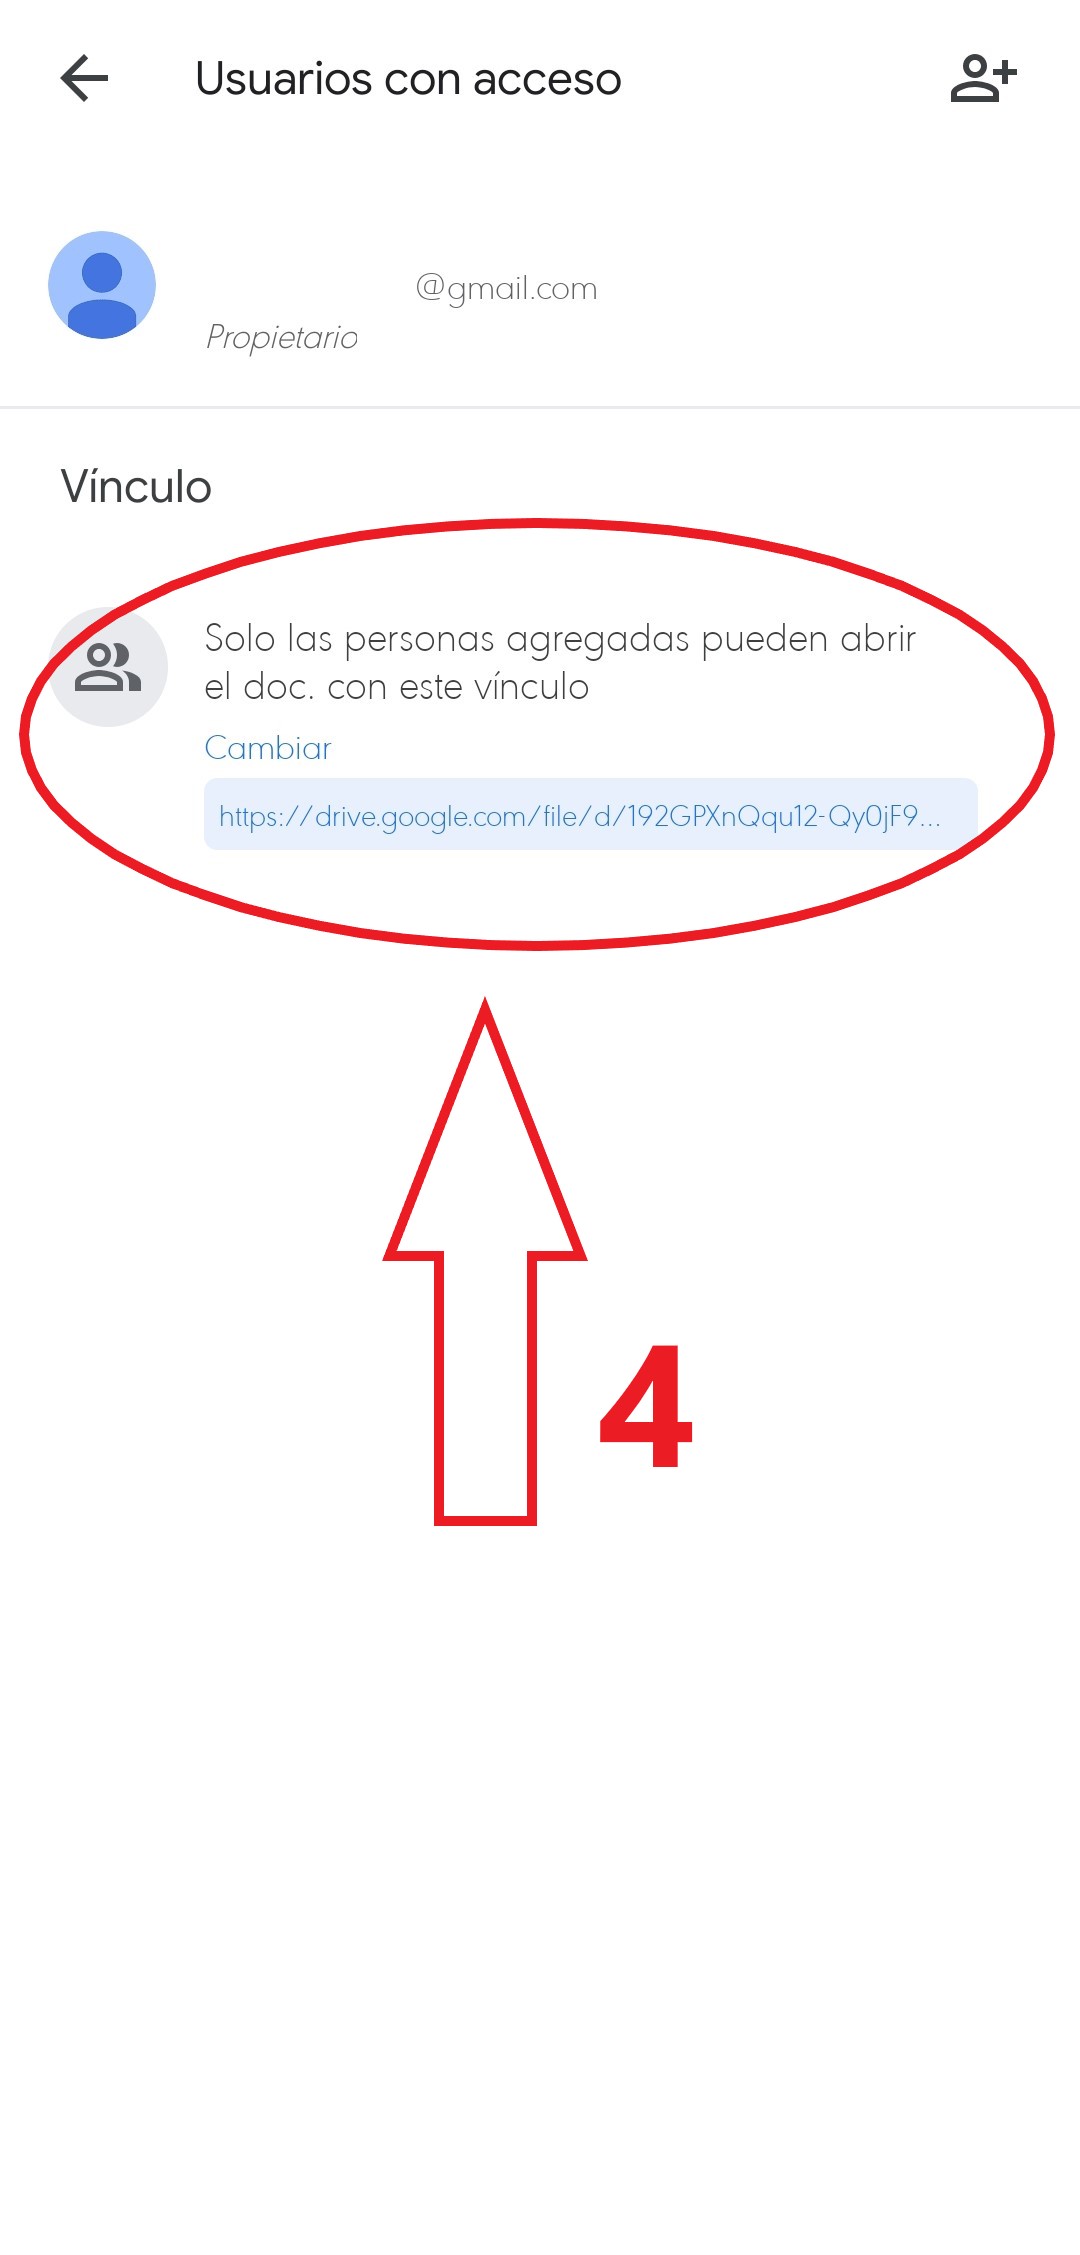 Usuarios con acceso
@gmail.com
Propietario
Vínculo
Solo las personas agregadas pueden abrir
el doc. con este vínculo
Cambiar
https://drive.google.com/file/d/192GPXnQqu12-Qy0jF9...
4